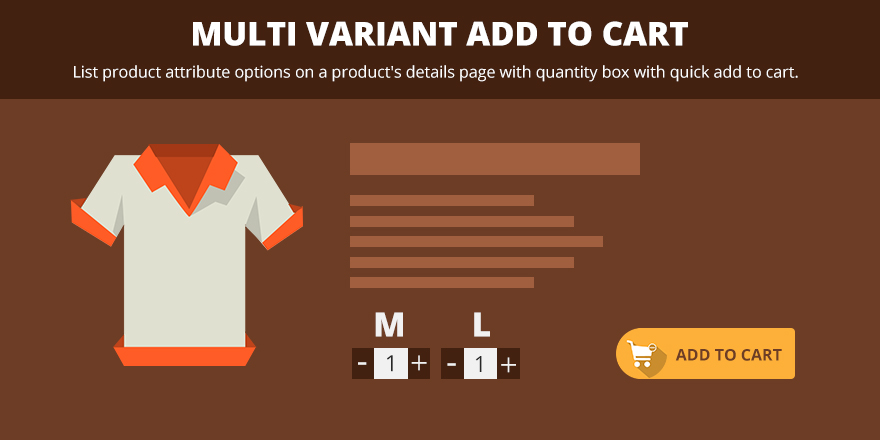 MULTI VARIANT ADD TO CART
List product attribute options on a product's details page with quantity box with quick add to cart.
M L
- 1 + - 1 +
ADD TO CART